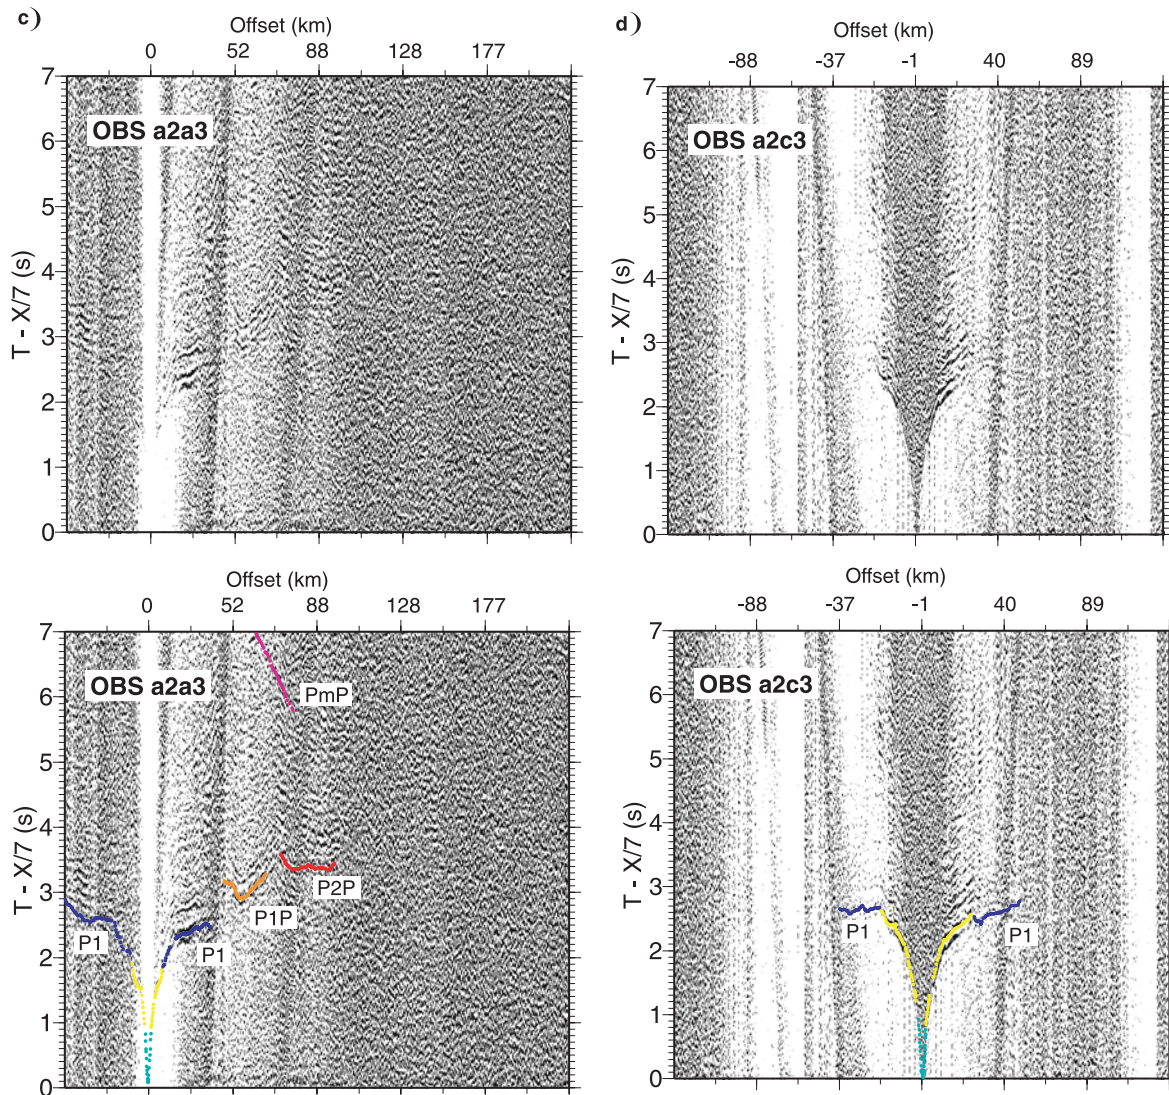 c)
Offset (km)
0 52 88 128 177
7
6
5
4
3
2
1
0
T - X/7 (s)
OBS a2a3
d)
Offset (km)
-88 -37 -1 40 89
7
6
5
4
3
2
1
0
T - X/7 (s)
OBS a2c3
Offset (km)
0 52 88 128 177
7
6
5
4
3
2
1
0
T - X/7 (s)
OBS a2a3
PmP
P2P
P1P
P1
P1
Offset (km)
-88 -37 -1 40 89
7
6
5
4
3
2
1
0
T - X/7 (s)
OBS a2c3
P1
P1